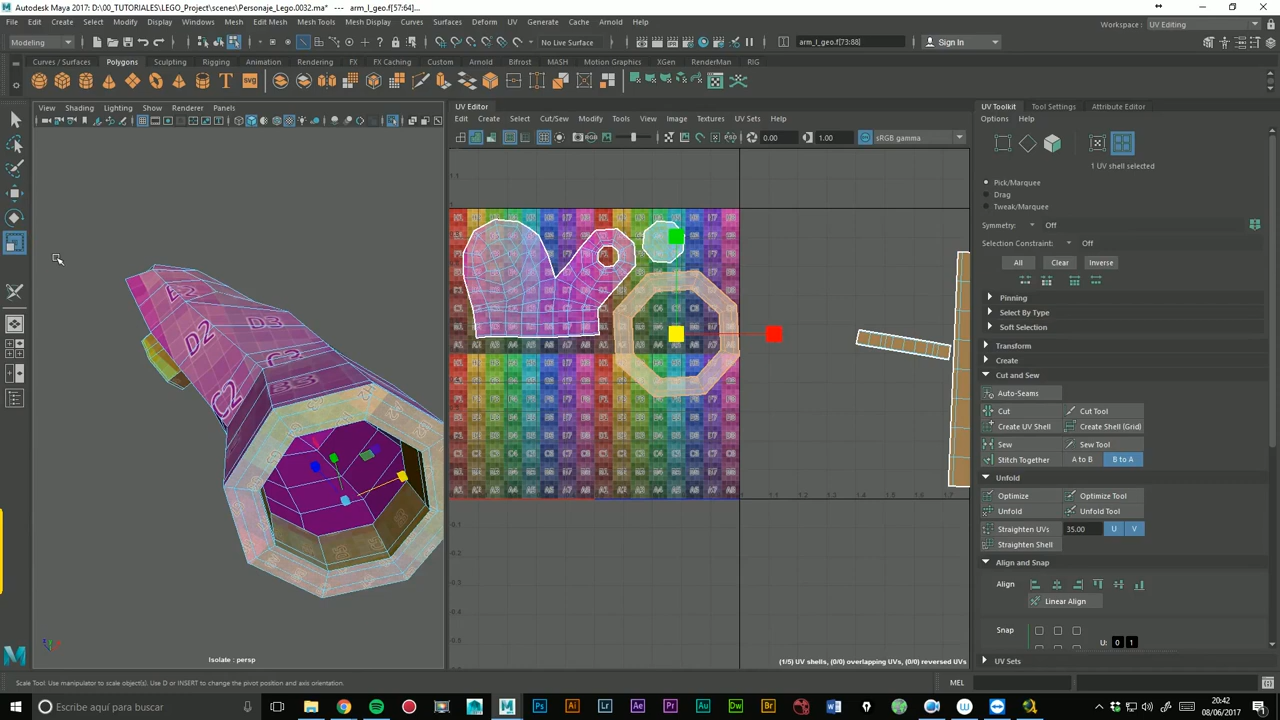 Autodesk Maya 2017: D:\00_TUTORIALES\LEGO_Project\scenes\Personaje_Lego.0032.ma* --- arm_l_geo.f[57:64]...
File Edit Create Select Modify Display Windows Mesh Edit Mesh Mesh Tools Mesh Display Curves Surfaces Deform UV Generate Cache Arnold Help
Workspace : UV Editing
Modeling No Live Surface arm_l_geo.f[73:88] Sign In
Curves / Surfaces Polygons Sculpting Rigging Animation Rendering FX FX Caching Custom Arnold Bifrost MASH Motion Graphics XGen RenderMan RIG
View Shading Lighting Show Renderer Panels
UV Editor
Edit Create Select Cut/Sew Modify Tools View Image Textures UV Sets Help
0.00 1.00 sRGB gamma
UV Toolkit Tool Settings Attribute Editor
Options Help
1 UV shell selected
Pick/Marquee
Drag
Tweak/Marquee
Symmetry: Off
Selection Constraint: Off
All Clear Inverse
Pinning
Select By Type
Soft Selection
Transform
Create
Cut and Sew
Auto-Seams
Cut Cut Tool
Create UV Shell Create Shell (Grid)
Sew Sew Tool
Stitch Together A to B B to A
Unfold
Optimize Optimize Tool
Unfold Unfold Tool
Straighten UVs 35.00 U V
Straighten Shell
Align and Snap
Align
Linear Align
Snap
U: 0 1
UV Sets
D2 D3
C2
Isolate : persp
(1/5) UV shells, (0/0) overlapping UVs, (0/0) reversed UVs
Scale Tool: Use manipulator to scale object(s). Use D or INSERT to change the pivot position and axis orientation.
MEL
Escribe aquí para buscar
20:42
08/06/2017